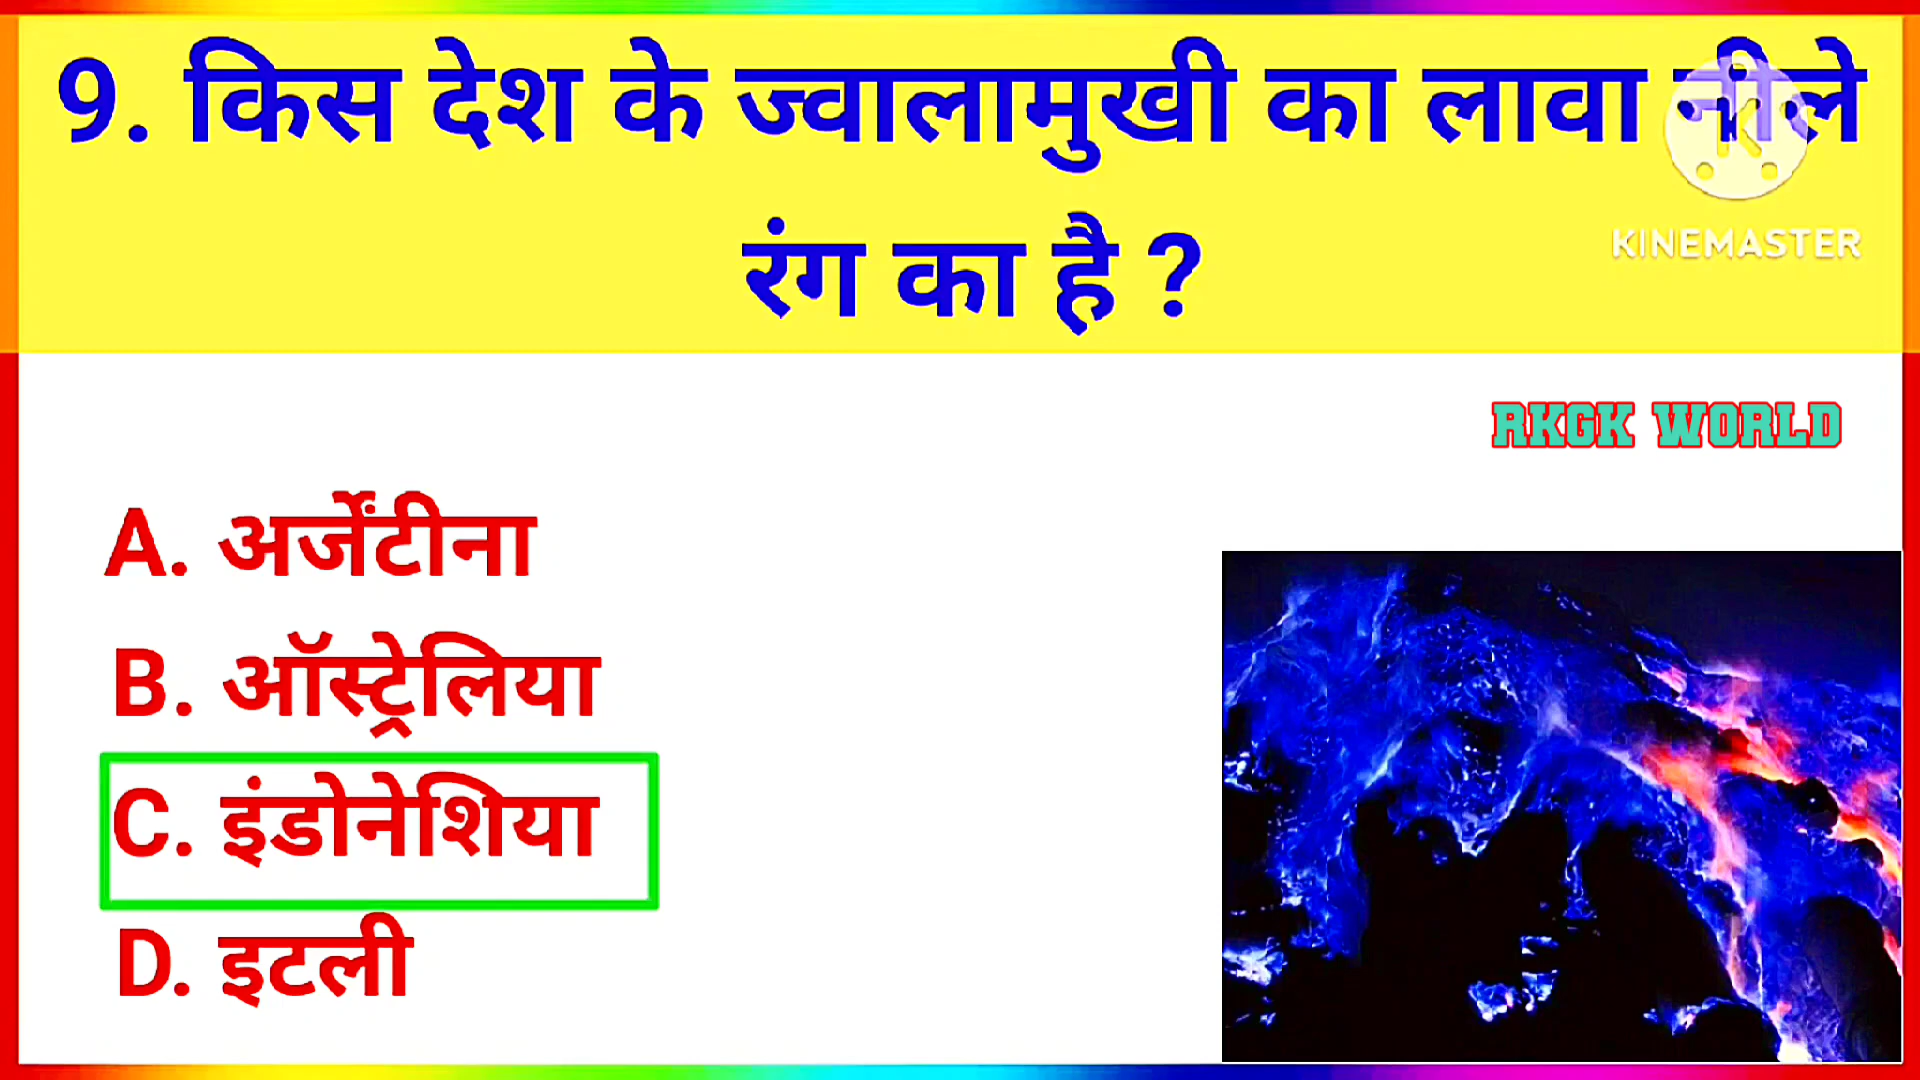 9. किस देश के ज्वालामुखी का लावा नीले
रंग का है ?
KINEMASTER
RKGK WORLD
A. अर्जेंटीना
B. ऑस्ट्रेलिया
C. इंडोनेशिया
D. इटली